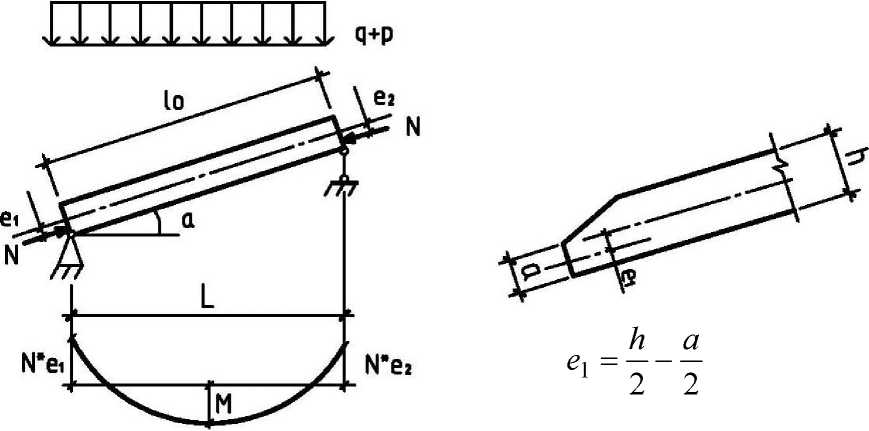 q+p
lo
e2
N
e1
N
a
L
N*e1
N*e2
M
h
a
e1
e1 = h/2 − a/2